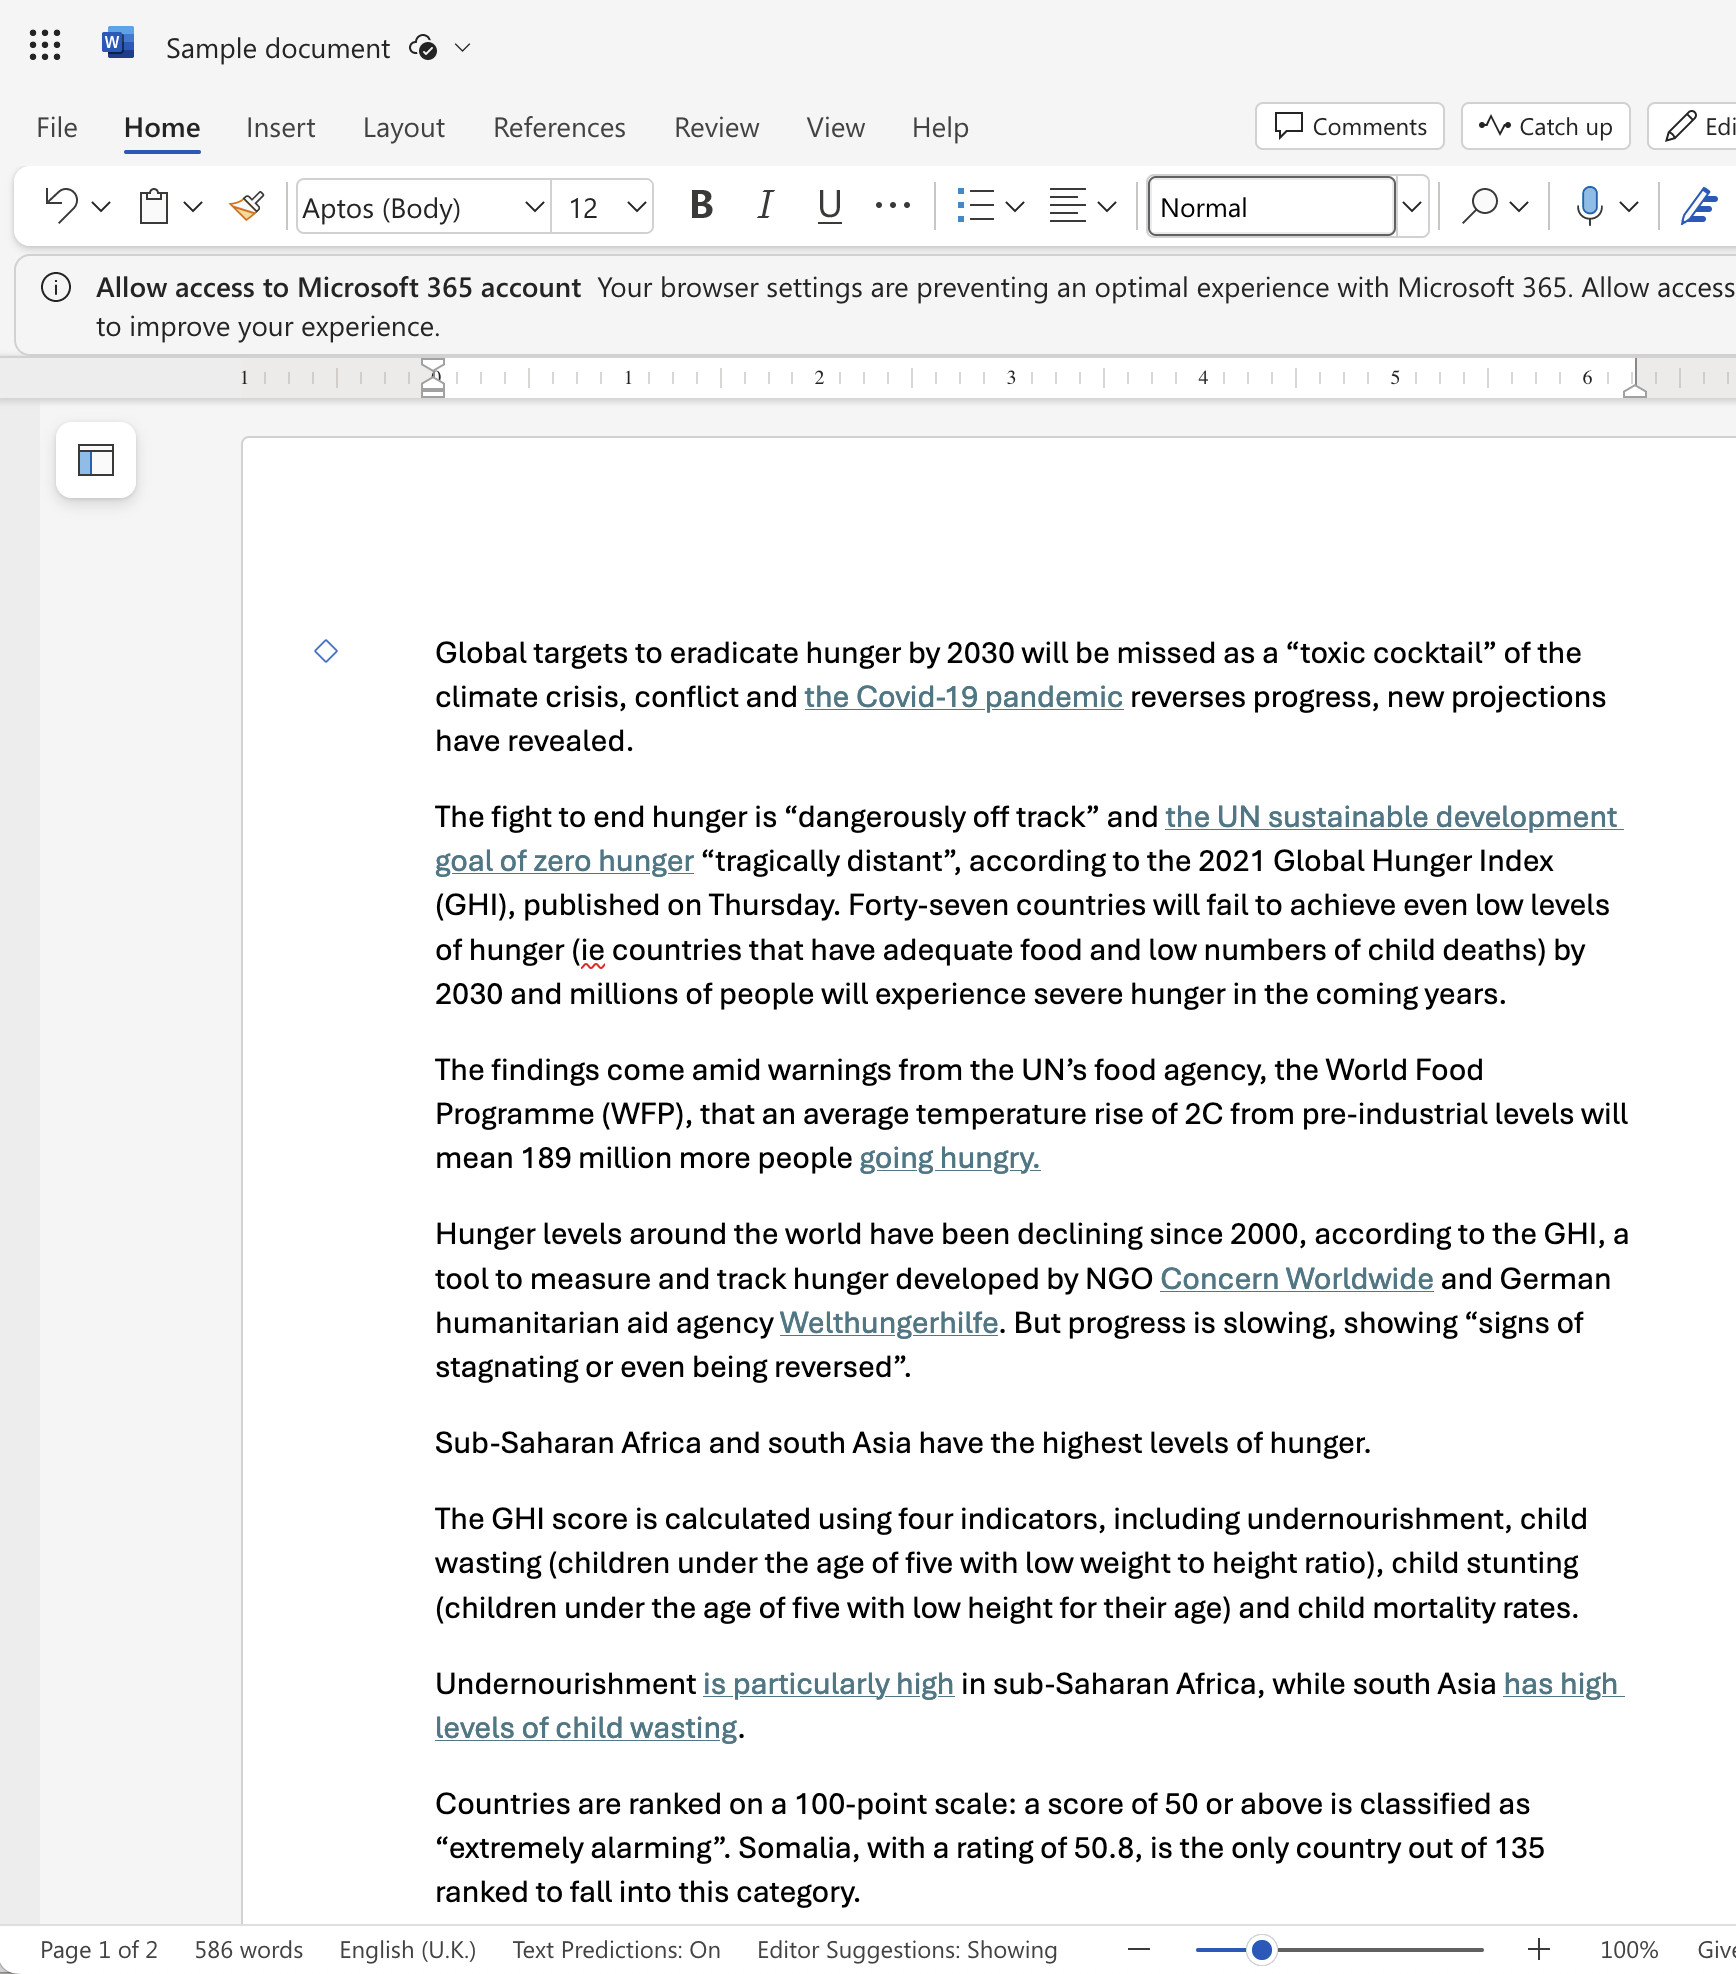 W Sample document
File Home Insert Layout References Review View Help Comments Catch up Edi
Aptos (Body) 12 B I U ... Normal
Allow access to Microsoft 365 account Your browser settings are preventing an optimal experience with Microsoft 365. Allow access
to improve your experience.
1 0 1 2 3 4 5 6
Global targets to eradicate hunger by 2030 will be missed as a “toxic cocktail” of the
climate crisis, conflict and the Covid-19 pandemic reverses progress, new projections
have revealed.
The fight to end hunger is “dangerously off track” and the UN sustainable development
goal of zero hunger “tragically distant”, according to the 2021 Global Hunger Index
(GHI), published on Thursday. Forty-seven countries will fail to achieve even low levels
of hunger (ie countries that have adequate food and low numbers of child deaths) by
2030 and millions of people will experience severe hunger in the coming years.
The findings come amid warnings from the UN’s food agency, the World Food
Programme (WFP), that an average temperature rise of 2C from pre-industrial levels will
mean 189 million more people going hungry.
Hunger levels around the world have been declining since 2000, according to the GHI, a
tool to measure and track hunger developed by NGO Concern Worldwide and German
humanitarian aid agency Welthungerhilfe. But progress is slowing, showing “signs of
stagnating or even being reversed”.
Sub-Saharan Africa and south Asia have the highest levels of hunger.
The GHI score is calculated using four indicators, including undernourishment, child
wasting (children under the age of five with low weight to height ratio), child stunting
(children under the age of five with low height for their age) and child mortality rates.
Undernourishment is particularly high in sub-Saharan Africa, while south Asia has high
levels of child wasting.
Countries are ranked on a 100-point scale: a score of 50 or above is classified as
“extremely alarming”. Somalia, with a rating of 50.8, is the only country out of 135
ranked to fall into this category.
Page 1 of 2 586 words English (U.K.) Text Predictions: On Editor Suggestions: Showing 100% Give